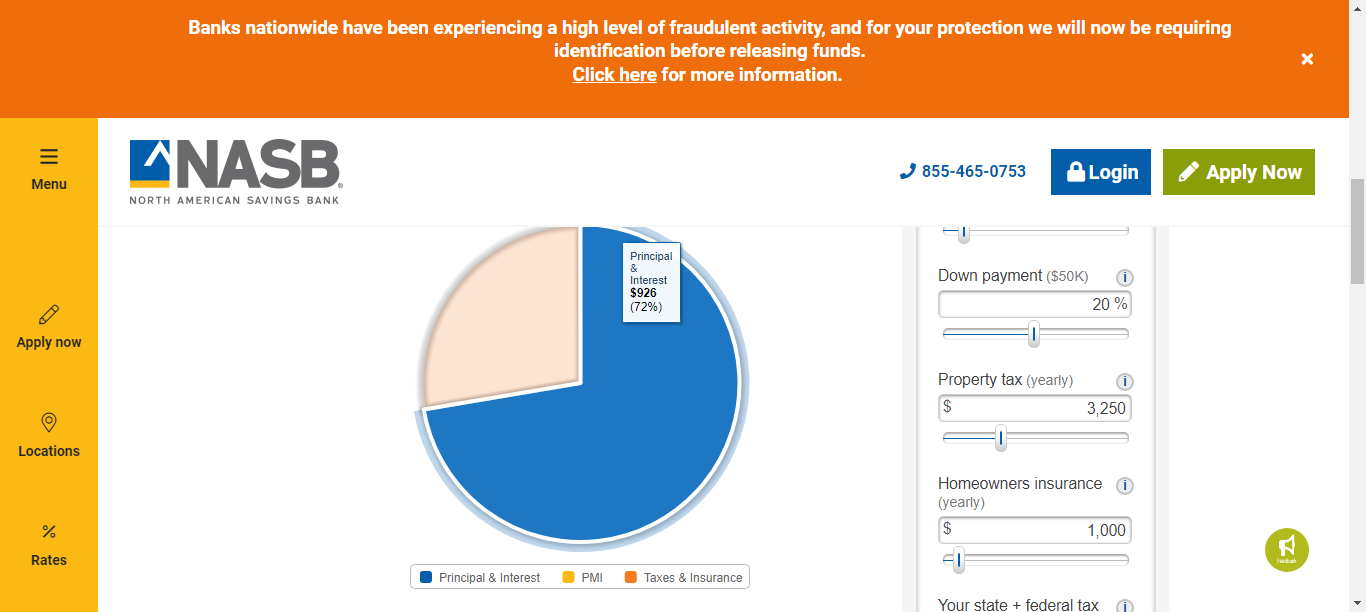 Banks nationwide have been experiencing a high level of fraudulent activity, and for your protection we will now be requiring
identification before releasing funds.
Click here for more information.
Menu
NASB
NORTH AMERICAN SAVINGS BANK
855-465-0753
Login
Apply Now
Apply now
Locations
Rates
Principal
&
Interest
$926
(72%)
Principal & Interest
PMI
Taxes & Insurance
Down payment ($50K)
20 %
Property tax (yearly)
$ 3,250
Homeowners insurance
(yearly)
$ 1,000
Your state + federal tax
Feedback